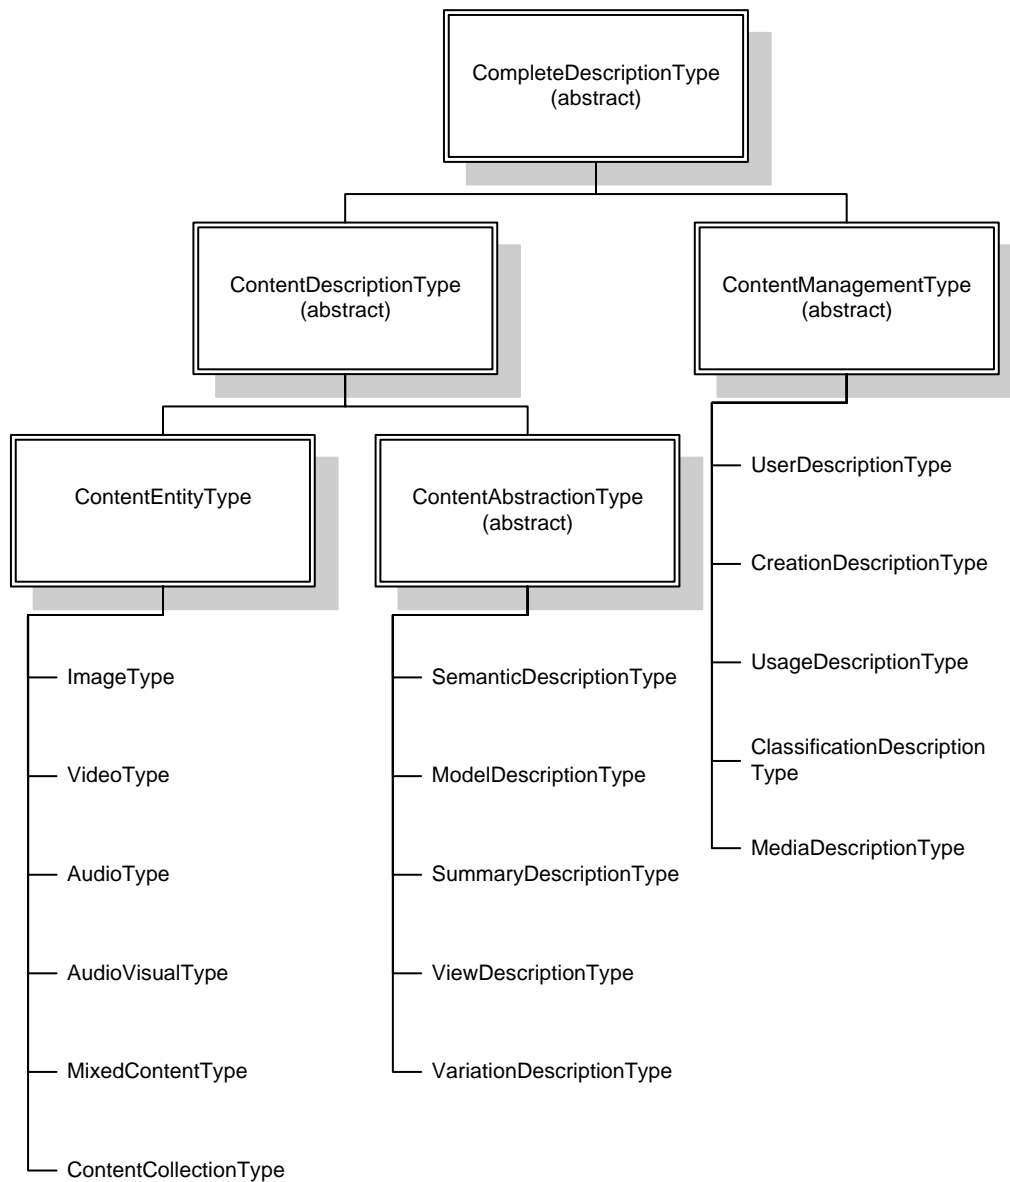 CompleteDescriptionType
(abstract)
ContentDescriptionType
(abstract)
ContentManagementType
(abstract)
ContentEntityType
ContentAbstractionType
(abstract)
ImageType
VideoType
AudioType
AudioVisualType
MixedContentType
ContentCollectionType
SemanticDescriptionType
ModelDescriptionType
SummaryDescriptionType
ViewDescriptionType
VariationDescriptionType
UserDescriptionType
CreationDescriptionType
UsageDescriptionType
ClassificationDescription
Type
MediaDescriptionType